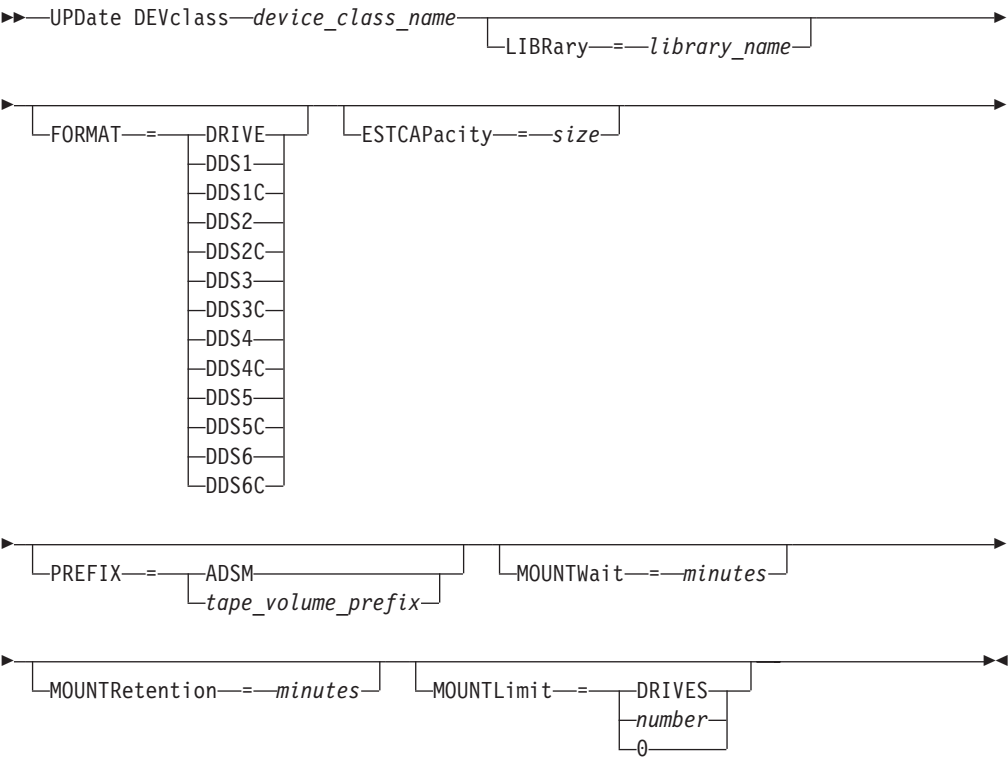 UPDate DEVclass device_class_name
LIBRary = library_name
FORMAT = DRIVE ESTCAPacity = size
DDS1
DDS1C
DDS2
DDS2C
DDS3
DDS3C
DDS4
DDS4C
DDS5
DDS5C
DDS6
DDS6C
PREFIX = ADSM MOUNTWait = minutes
tape_volume_prefix
MOUNTRetention = minutes MOUNTLimit = DRIVES
number
0